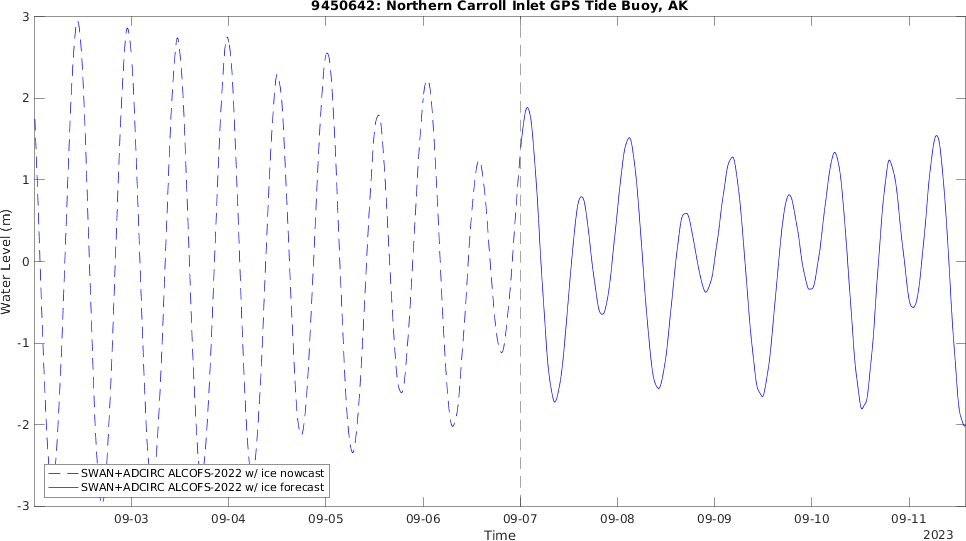 9450642: Northern Carroll Inlet GPS Tide Buoy, AK
3
2
1
0
-1
-2
-3
Water Level (m)
SWAN+ADCIRC ALCOFS-2022 w/ ice nowcast
SWAN+ADCIRC ALCOFS-2022 w/ ice forecast
09-03 09-04 09-05 09-06 09-07 09-08 09-09 09-10 09-11
Time
2023